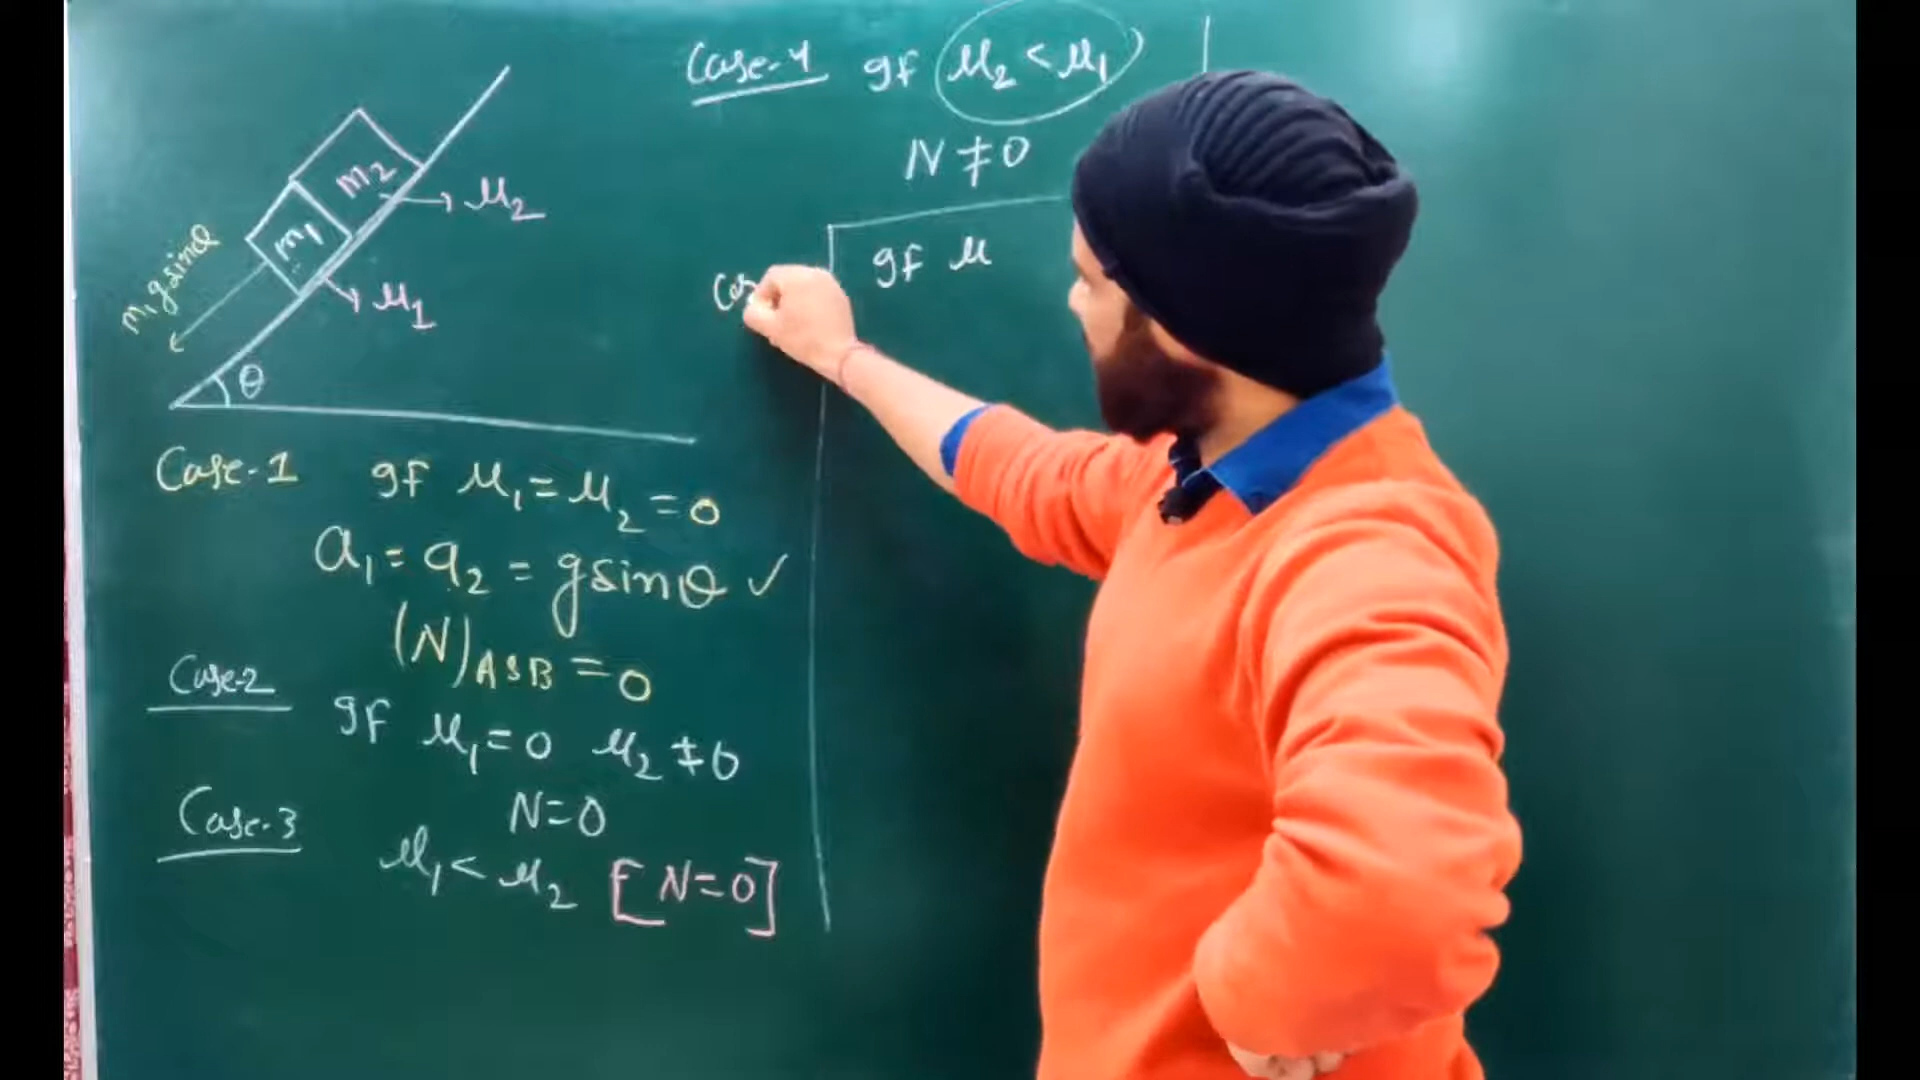 m₂
m₁
μ₂
μ₁
m₁gsinθ
θ
Case-1 gf μ₁=μ₂=0
a₁=a₂=gsinθ ✓
(N)A&B=0
Case-2
gf μ₁=0 μ₂≠0
N=0
Case-3
μ₁<μ₂ [N=0]
Case-4 gf μ₂<μ₁
N≠0
gf μ
Cas